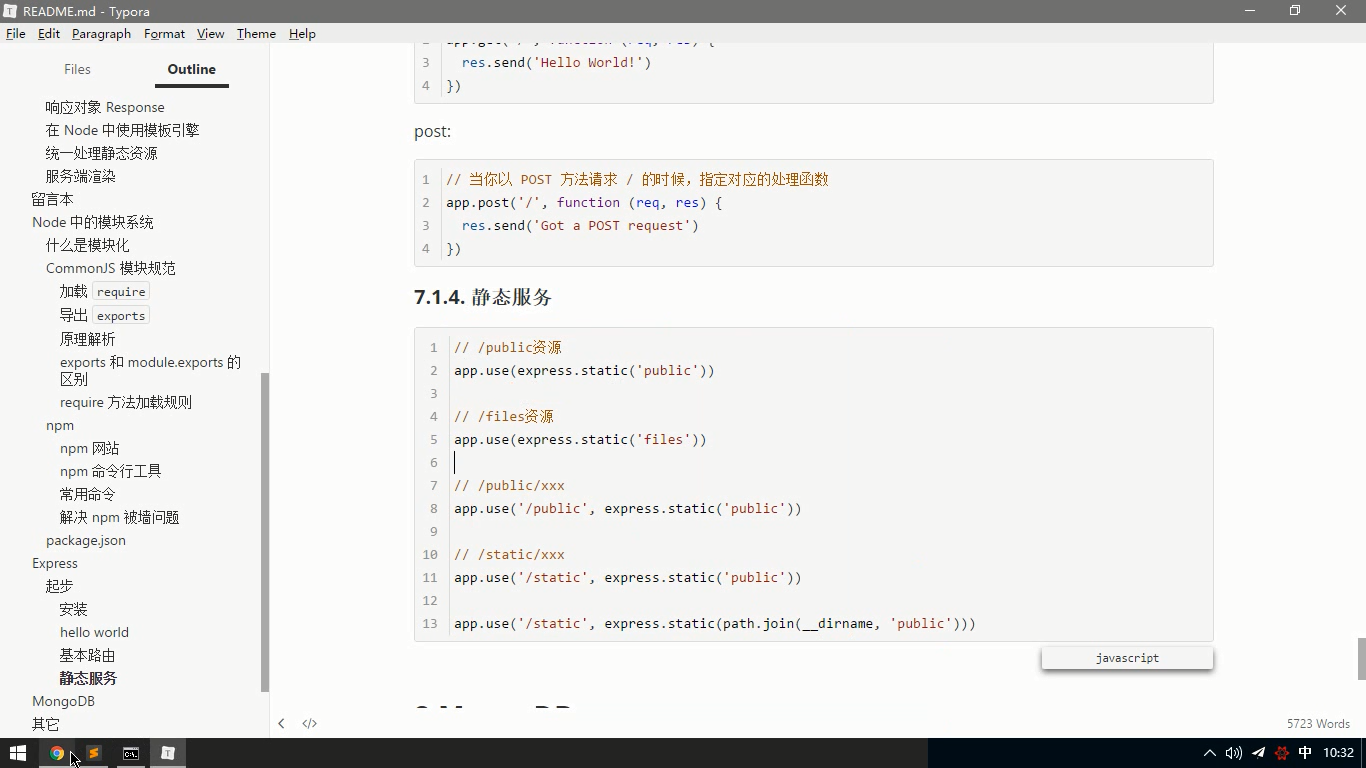 README.md - Typora
File Edit Paragraph Format View Theme Help
Files Outline
响应对象 Response
在 Node 中使用模板引擎
统一处理静态资源
服务端渲染
留言本
Node 中的模块系统
什么是模块化
CommonJS 模块规范
加载 require
导出 exports
原理解析
exports 和 module.exports 的
区别
require 方法加载规则
npm
npm 网站
npm 命令行工具
常用命令
解决 npm 被墙问题
package.json
Express
起步
安装
hello world
基本路由
静态服务
MongoDB
其它
3 res.send('Hello World!')
4 })
post:
1 // 当你以 POST 方法请求 / 的时候，指定对应的处理函数
2 app.post('/', function (req, res) {
3 res.send('Got a POST request')
4 })
7.1.4. 静态服务
1 // /public资源
2 app.use(express.static('public'))
3
4 // /files资源
5 app.use(express.static('files'))
6
7 // /public/xxx
8 app.use('/public', express.static('public'))
9
10 // /static/xxx
11 app.use('/static', express.static('public'))
12
13 app.use('/static', express.static(path.join(__dirname, 'public')))
javascript
5723 Words
中 10:32